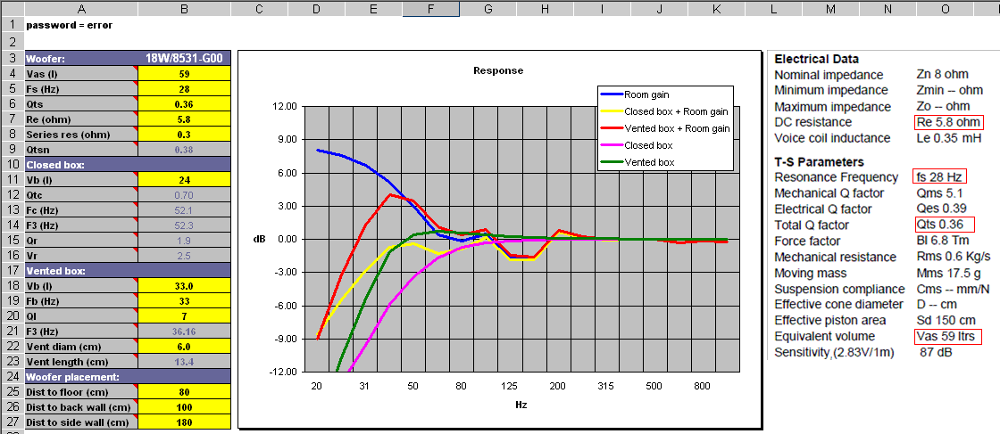 A B C D E F G H I J K L M N O
1 password = error
2
3 Woofer: 18W/8531-G00
4 Vas (l) 59
5 Fs (Hz) 28
6 Qts 0.36
7 Re (ohm) 5.8
8 Series res (ohm) 0.3
9 Qtsn 0.38
10 Closed box:
11 Vb (l) 24
12 Qtc 0.70
13 Fc (Hz) 52.1
14 F3 (Hz) 52.3
15 Qr 1.9
16 Vr 2.5
17 Vented box:
18 Vb (l) 33.0
19 Fb (Hz) 33
20 Ql 7
21 F3 (Hz) 36.16
22 Vent diam (cm) 6.0
23 Vent length (cm) 13.4
24 Woofer placement:
25 Dist to floor (cm) 80
26 Dist to back wall (cm) 100
27 Dist to side wall (cm) 180
Response
Room gain
Closed box + Room gain
Vented box + Room gain
Closed box
Vented box
12.00
9.00
6.00
3.00
0.00
-3.00
-6.00
-9.00
-12.00
dB
20 31 50 80 125 200 315 500 800
Hz
Electrical Data
Nominal impedance Zn 8 ohm
Minimum impedance Zmin -- ohm
Maximum impedance Zo -- ohm
DC resistance Re 5.8 ohm
Voice coil inductance Le 0.35 mH
T-S Parameters
Resonance Frequency fs 28 Hz
Mechanical Q factor Qms 5.1
Electrical Q factor Qes 0.39
Total Q factor Qts 0.36
Force factor Bl 6.8 Tm
Mechanical resistance Rms 0.6 Kg/s
Moving mass Mms 17.5 g
Suspension compliance Cms -- mm/N
Effective cone diameter D -- cm
Effective piston area Sd 150 cm
Equivalent volume Vas 59 ltrs
Sensitivity,(2.83V/1m) 87 dB